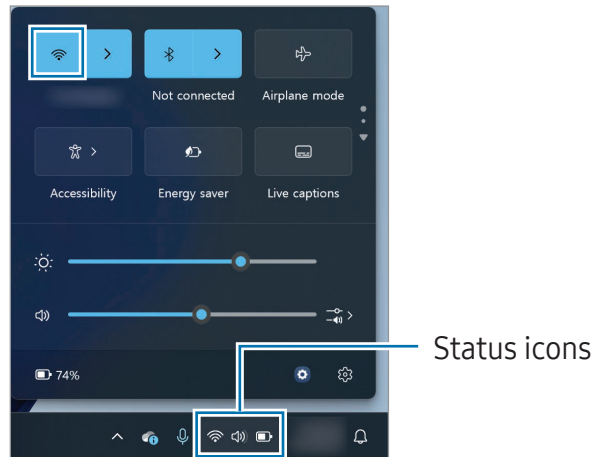 Not connected Airplane mode
Accessibility Energy saver Live captions
Status icons
74%